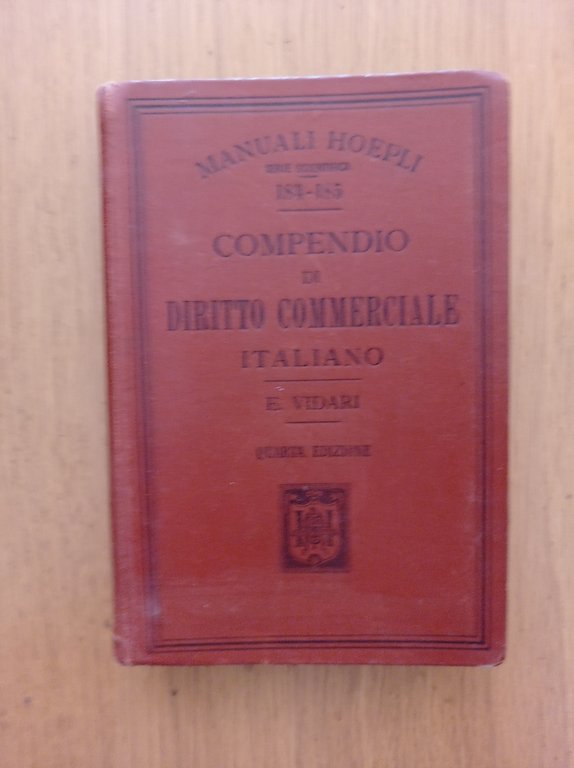 MANUALI HOEPLI
SERIE SCIENTIFICA
184-185
COMPENDIO
DI
DIRITTO COMMERCIALE
ITALIANO
E. VIDARI
QUARTA EDIZIONE